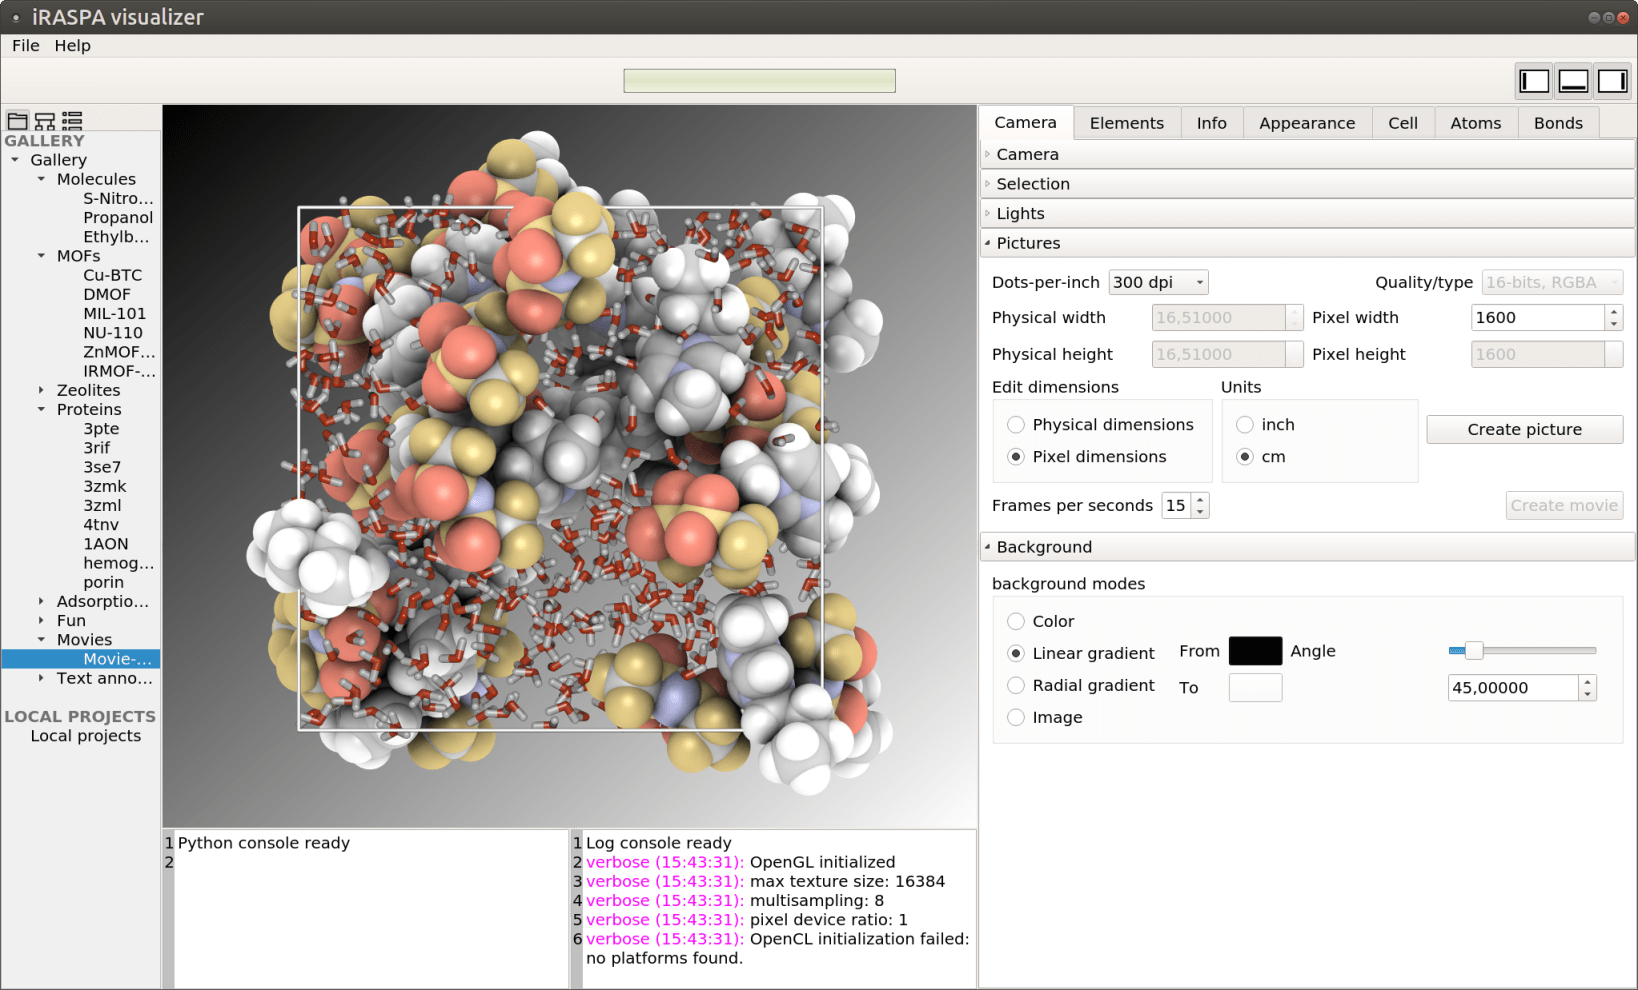 iRASPA visualizer
File Help
GALLERY
Gallery
Molecules
S-Nitro...
Propanol
Ethylb...
MOFs
Cu-BTC
DMOF
MIL-101
NU-110
ZnMOF...
IRMOF-...
Zeolites
Proteins
3pte
3rif
3se7
3zmk
3zml
4tnv
1AON
hemog...
porin
Adsorptio...
Fun
Movies
Movie-...
Text anno...
LOCAL PROJECTS
Local projects
1 Python console ready
2
1 Log console ready
2 verbose (15:43:31): OpenGL initialized
3 verbose (15:43:31): max texture size: 16384
4 verbose (15:43:31): multisampling: 8
5 verbose (15:43:31): pixel device ratio: 1
6 verbose (15:43:31): OpenCL initialization failed:
no platforms found.
Camera Elements Info Appearance Cell Atoms Bonds
Camera
Selection
Lights
Pictures
Dots-per-inch 300 dpi Quality/type 16-bits, RGBA
Physical width 16,51000 Pixel width 1600
Physical height 16,51000 Pixel height 1600
Edit dimensions Units
Physical dimensions inch
Create picture
Pixel dimensions cm
Frames per seconds 15 Create movie
Background
background modes
Color
Linear gradient From Angle
Radial gradient To 45,00000
Image